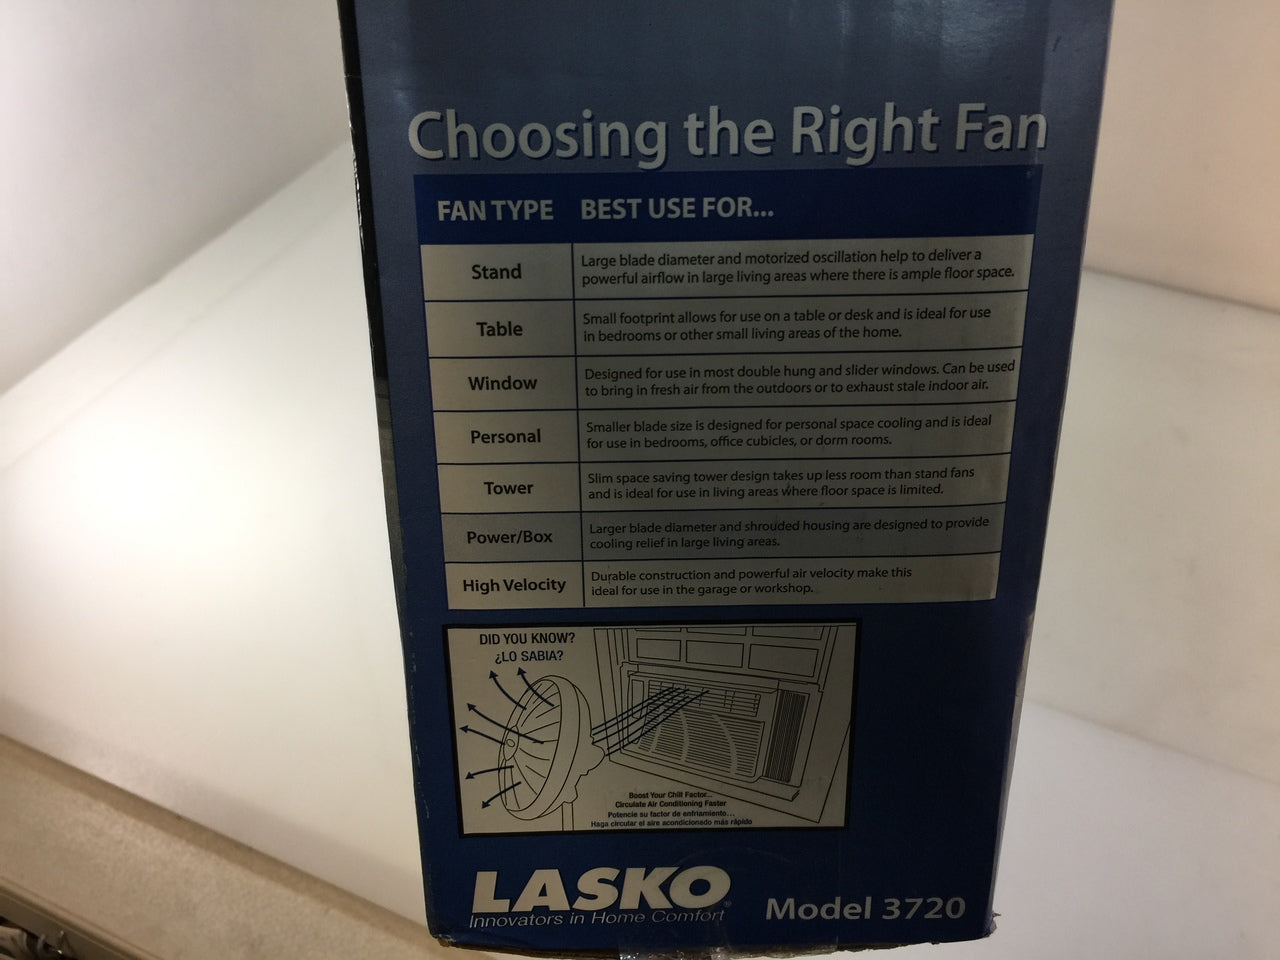 Choosing the Right Fan
FAN TYPE BEST USE FOR...
Stand
Large blade diameter and motorized oscillation help to deliver a
powerful airflow in large living areas where there is ample floor space.
Table
Small footprint allows for use on a table or desk and is ideal for use
in bedrooms or other small living areas of the home.
Window
Designed for use in most double hung and slider windows. Can be used
to bring in fresh air from the outdoors or to exhaust stale indoor air.
Personal
Smaller blade size is designed for personal space cooling and is ideal
for use in bedrooms, office cubicles, or dorm rooms.
Tower
Slim space saving tower design takes up less room than stand fans
and is ideal for use in living areas where floor space is limited.
Power/Box
Larger blade diameter and shrouded housing are designed to provide
cooling relief in large living areas.
High Velocity
Durable construction and powerful air velocity make this
ideal for use in the garage or workshop.
DID YOU KNOW?
¿LO SABIA?
Boost Your Chill Factor...
Circulate Air Conditioning Faster
Potencie su factor de enfriamiento...
Haga circular el aire acondicionado más rápido
LASKO®
Innovators in Home Comfort
Model 3720